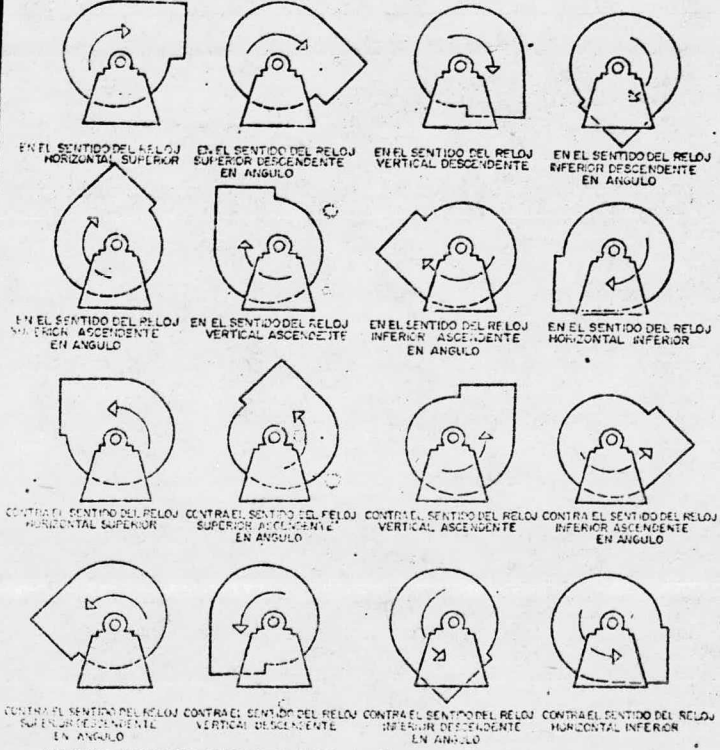 EN EL SENTIDO DEL RELOJ
HORIZONTAL SUPERIOR
EN EL SENTIDO DEL RELOJ
SUPERIOR DESCENDENTE
EN ANGULO
EN EL SENTIDO DEL RELOJ
VERTICAL DESCENDENTE
EN EL SENTIDO DEL RELOJ
INFERIOR DESCENDENTE
EN ANGULO
EN EL SENTIDO DEL RELOJ
SUPERIOR ASCENDENTE
EN ANGULO
EN EL SENTIDO DEL RELOJ
VERTICAL ASCENDENTE
EN EL SENTIDO DEL RELOJ
INFERIOR ASCENDENTE
EN ANGULO
EN EL SENTIDO DEL RELOJ
HORIZONTAL INFERIOR
CONTRA EL SENTIDO DEL RELOJ
HORIZONTAL SUPERIOR
CONTRA EL SENTIDO DEL RELOJ
SUPERIOR ASCENDENTE
EN ANGULO
CONTRA EL SENTIDO DEL RELOJ
VERTICAL ASCENDENTE
CONTRA EL SENTIDO DEL RELOJ
INFERIOR ASCENDENTE
EN ANGULO
CONTRA EL SENTIDO DEL RELOJ
SUPERIOR DESCENDENTE
EN ANGULO
CONTRA EL SENTIDO DEL RELOJ
VERTICAL DESCENDENTE
CONTRA EL SENTIDO DEL RELOJ
INFERIOR DESCENDENTE
EN ANGULO
CONTRA EL SENTIDO DEL RELOJ
HORIZONTAL INFERIOR